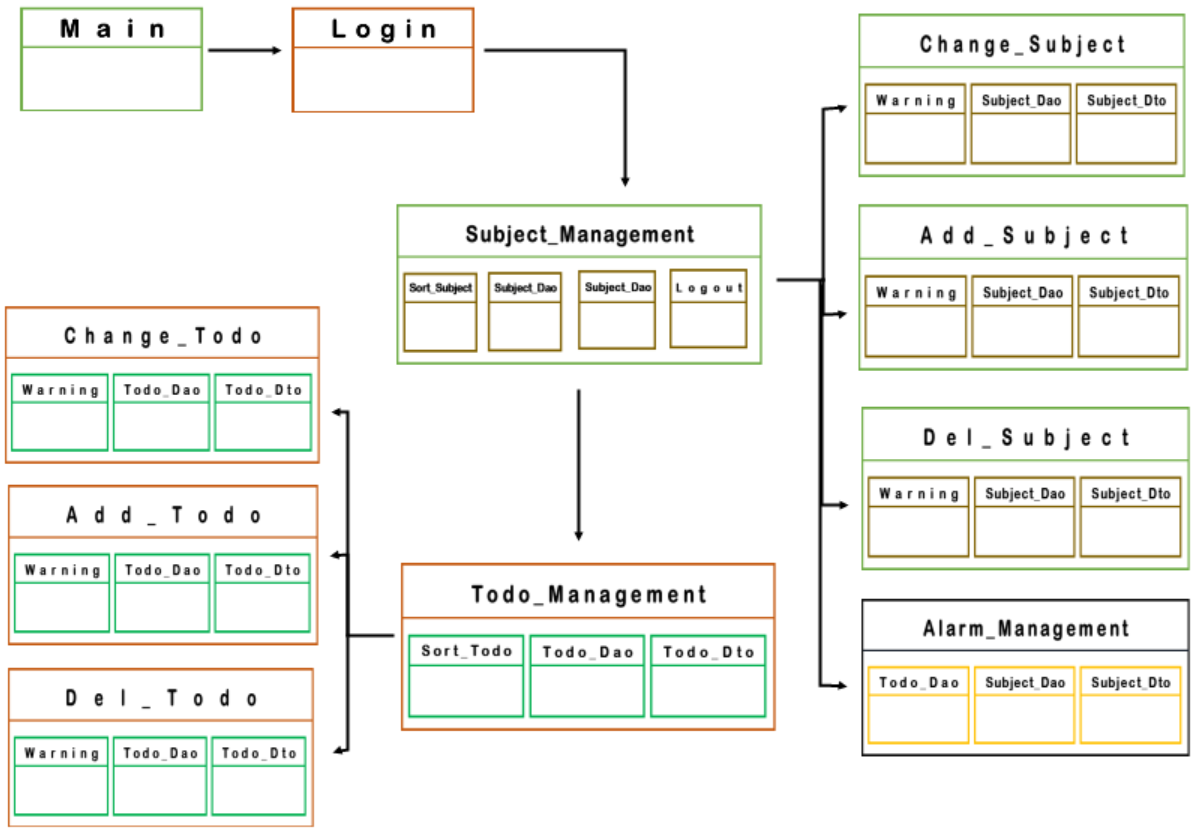 Main
Login
Change_Subject
Warning Subject_Dao Subject_Dto
Subject_Management
Sort_Subject Subject_Dao Subject_Dao Logout
Add_Subject
Warning Subject_Dao Subject_Dto
Change_Todo
Warning Todo_Dao Todo_Dto
Del_Subject
Warning Subject_Dao Subject_Dto
Add_Todo
Warning Todo_Dao Todo_Dto
Todo_Management
Sort_Todo Todo_Dao Todo_Dto
Alarm_Management
Todo_Dao Subject_Dao Subject_Dto
Del_Todo
Warning Todo_Dao Todo_Dto